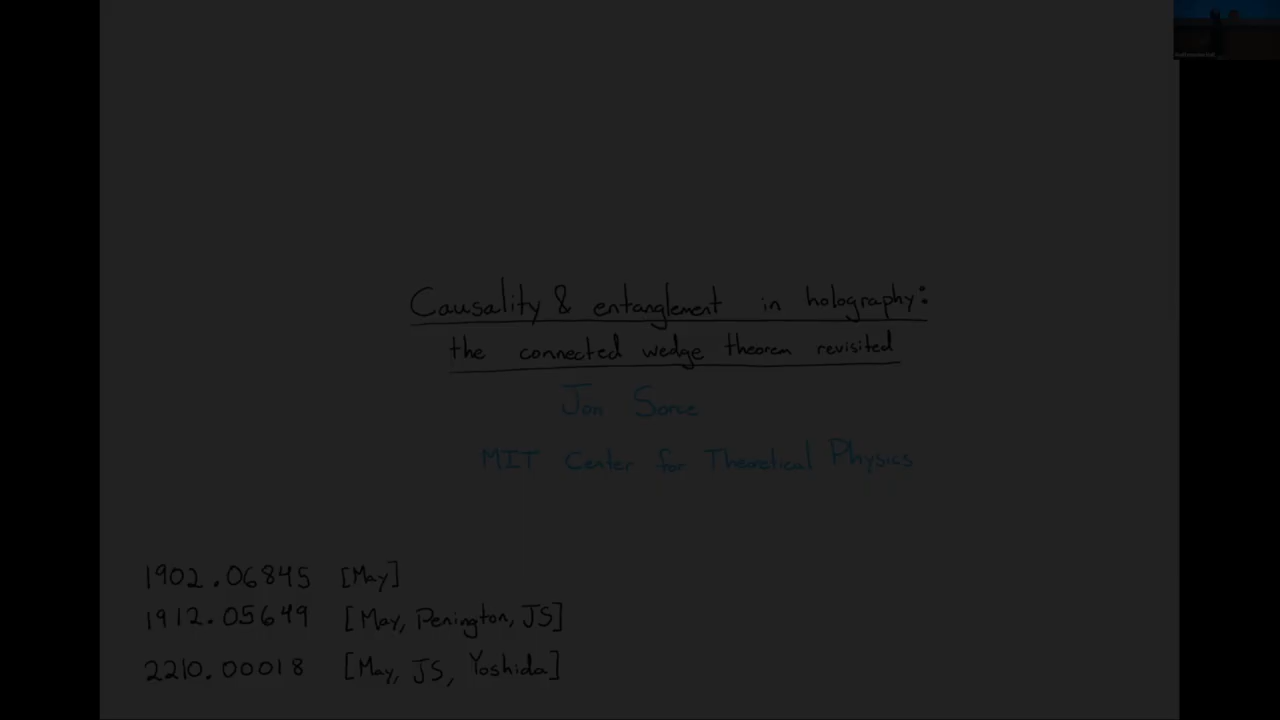 Causality & entanglement in holography:
the connected wedge theorem revisited
Jon Sorce
MIT Center for Theoretical Physics
1902.06845 [May]
1912.05649 [May, Penington, JS]
2210.00018 [May, JS, Yoshida]